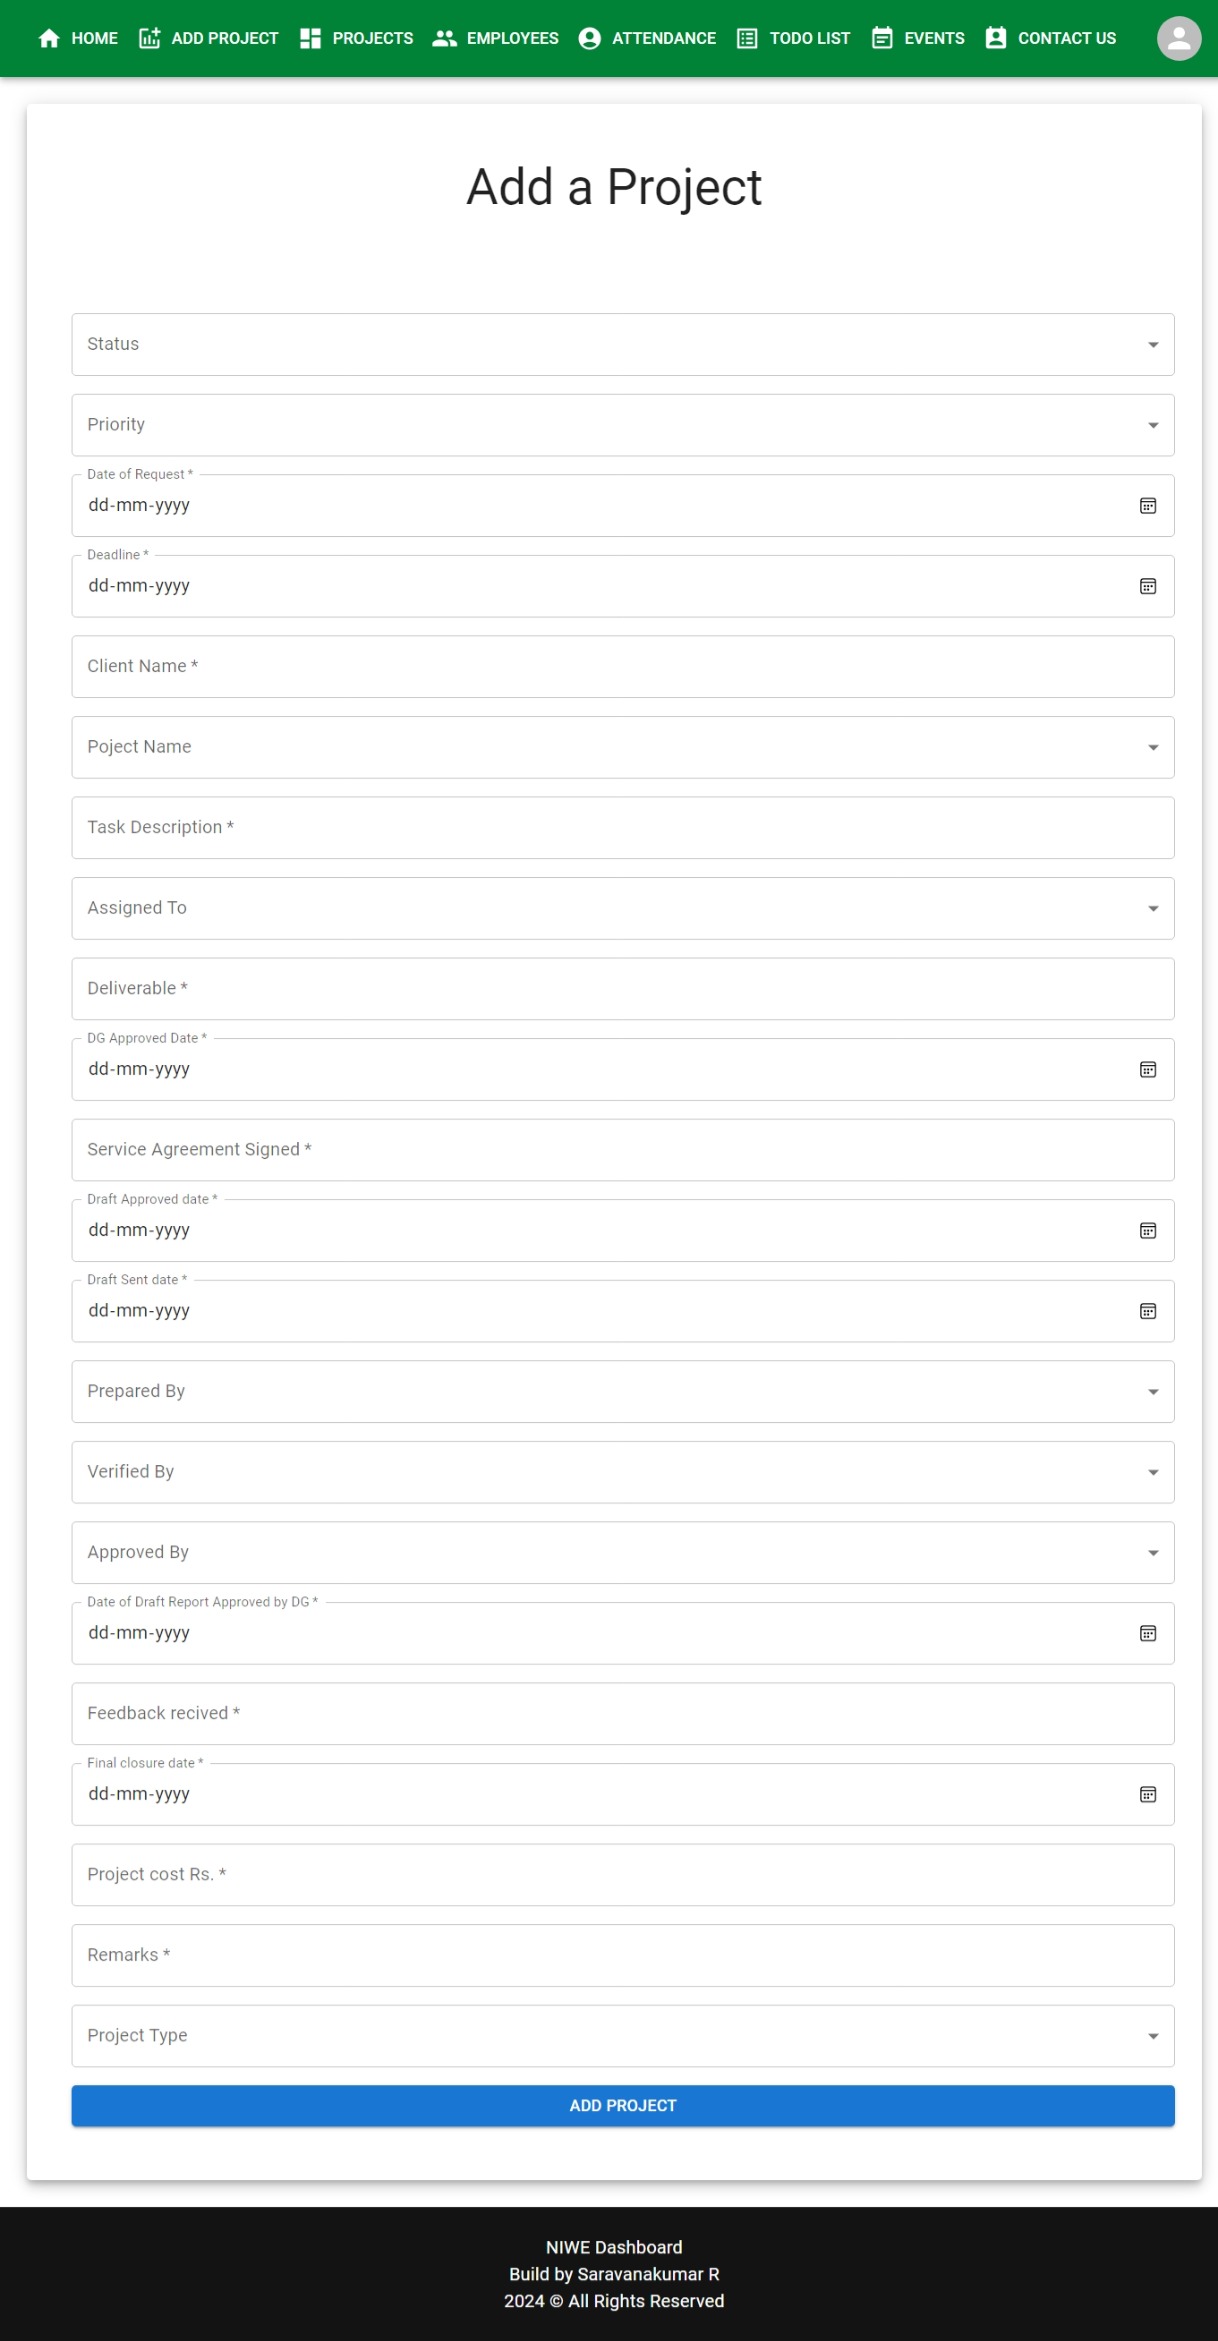 HOME ADD PROJECT PROJECTS EMPLOYEES ATTENDANCE TODO LIST EVENTS CONTACT US
Add a Project
Status
Priority
Date of Request *
dd-mm-yyyy
Deadline *
dd-mm-yyyy
Client Name *
Poject Name
Task Description *
Assigned To
Deliverable *
DG Approved Date *
dd-mm-yyyy
Service Agreement Signed *
Draft Approved date *
dd-mm-yyyy
Draft Sent date *
dd-mm-yyyy
Prepared By
Verified By
Approved By
Date of Draft Report Approved by DG *
dd-mm-yyyy
Feedback recived *
Final closure date *
dd-mm-yyyy
Project cost Rs. *
Remarks *
Project Type
ADD PROJECT
NIWE Dashboard
Build by Saravanakumar R
2024 © All Rights Reserved